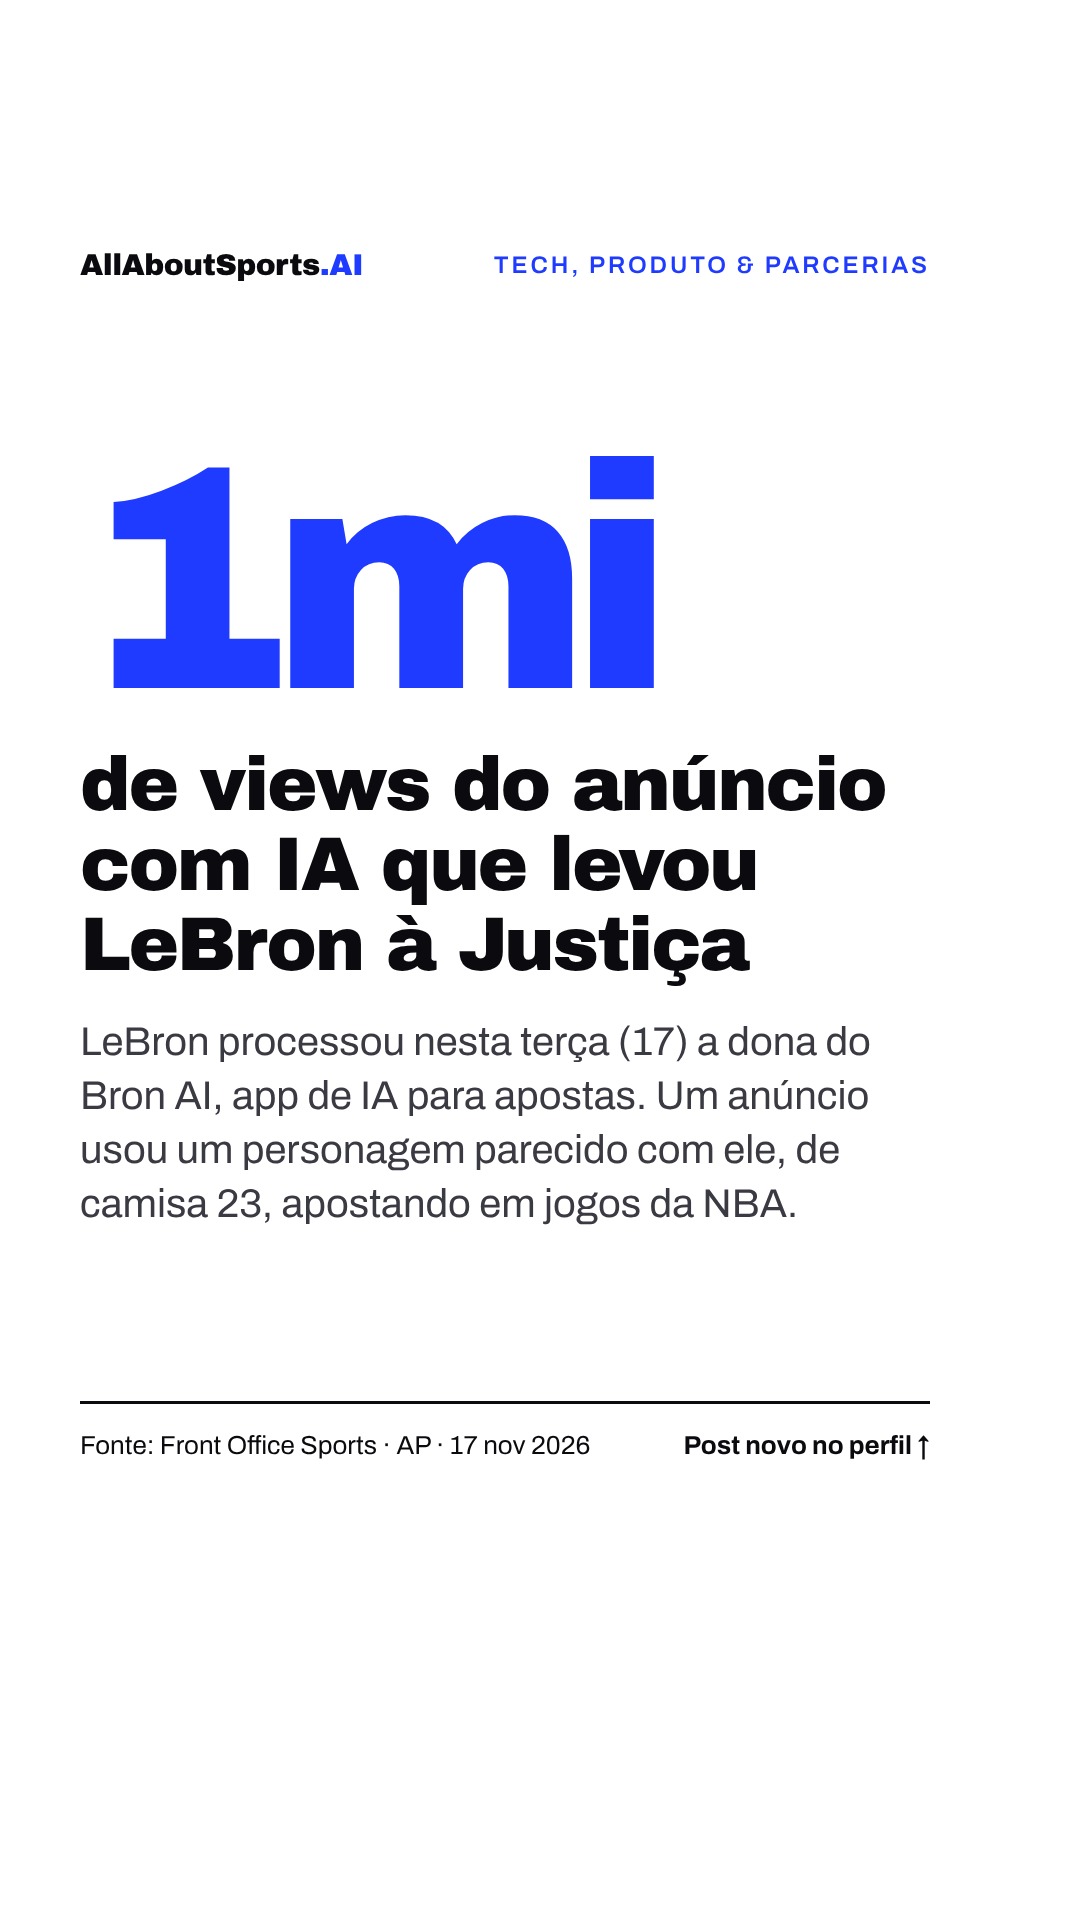 AllAboutSports.AI
TECH, PRODUTO & PARCERIAS
1mi
de views do anúncio
com IA que levou
LeBron à Justiça
LeBron processou nesta terça (17) a dona do
Bron AI, app de IA para apostas. Um anúncio
usou um personagem parecido com ele, de
camisa 23, apostando em jogos da NBA.
Fonte: Front Office Sports · AP · 17 nov 2026
Post novo no perfil ↑